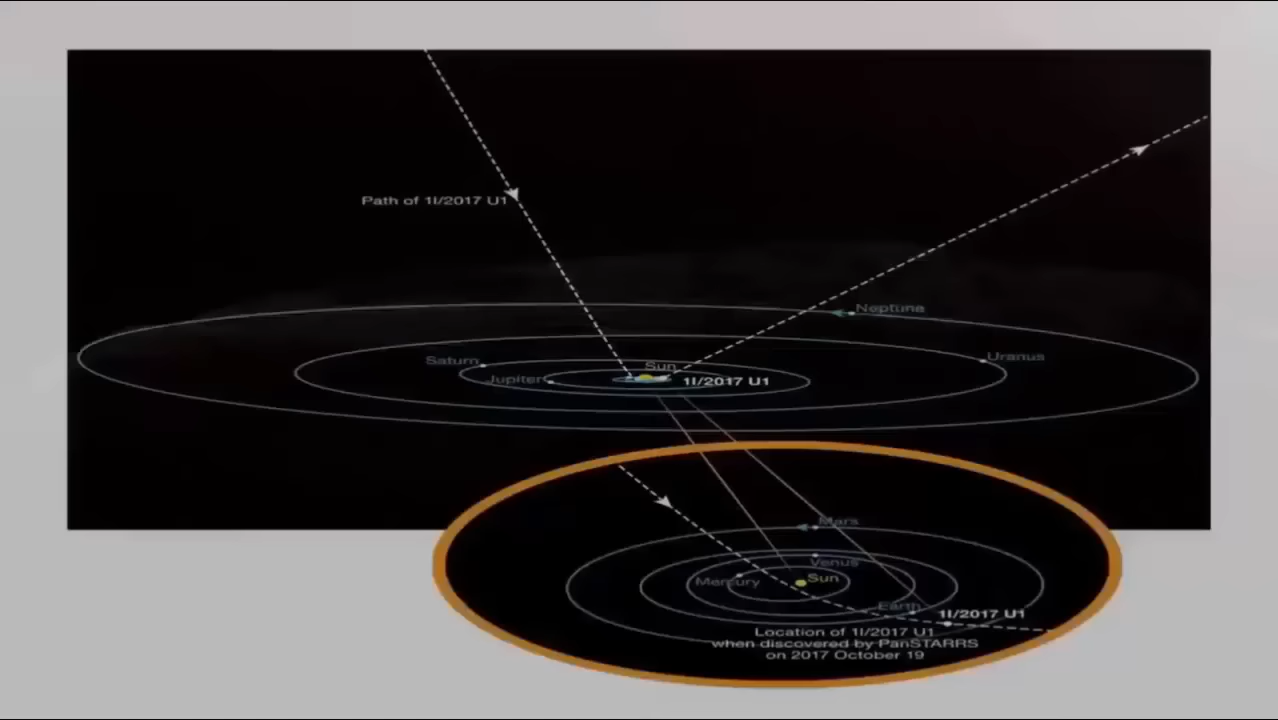 Path of 1I/2017 U1
Neptune
Uranus
Saturn
Sun
Jupiter
1I/2017 U1
Mars
Venus
Mercury
Sun
Earth
1I/2017 U1
Location of 1I/2017 U1
when discovered by PanSTARRS
on 2017 October 19